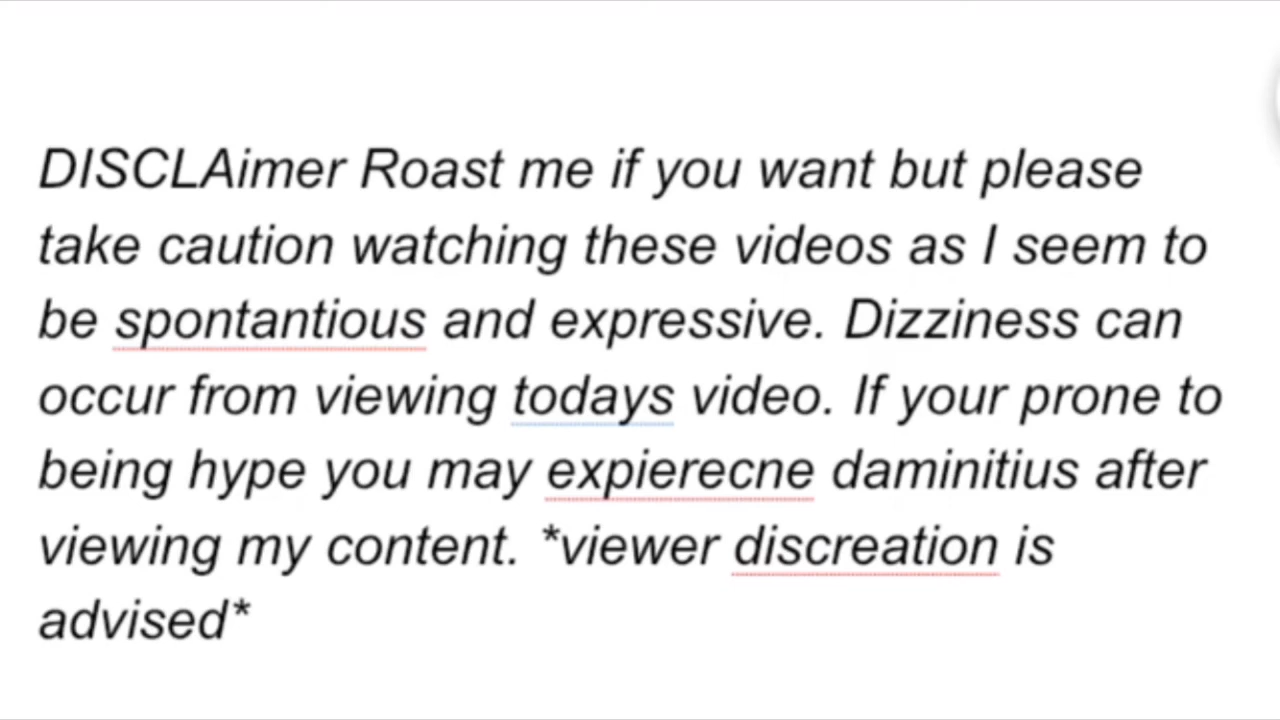 DISCLAimer Roast me if you want but please
take caution watching these videos as I seem to
be spontantious and expressive. Dizziness can
occur from viewing todays video. If your prone to
being hype you may expierecne daminitius after
viewing my content. *viewer discreation is
advised*